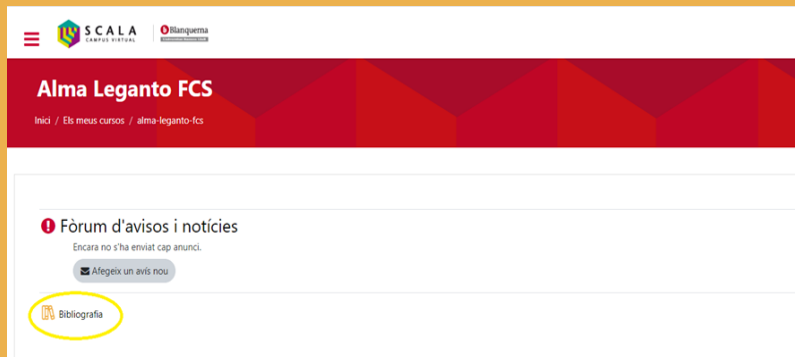 SCALA
CAMPUS VIRTUAL
Blanquerna
Alma Leganto FCS
Inici / Els meus cursos / alma-leganto-fcs
Fòrum d'avisos i notícies
Encara no s'ha enviat cap anunci.
Afegeix un avís nou
Bibliografia